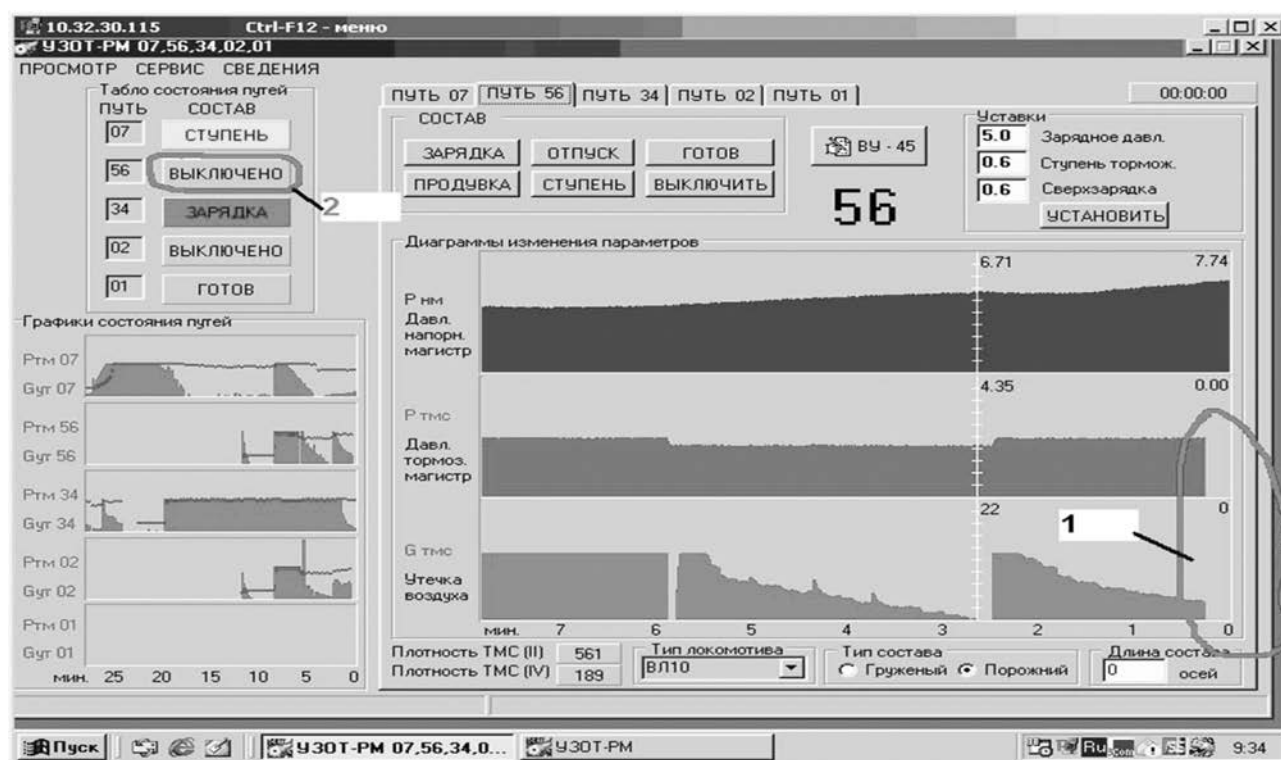 10.32.30.115 Ctrl-F12 - меню
УЗОТ-РМ 07,56,34,02,01
ПРОСМОТР СЕРВИС СВЕДЕНИЯ
Табло состояния путей
ПУТЬ СОСТАВ
07 СТУПЕНЬ
56 ВЫКЛЮЧЕНО
2
34 ЗАРЯДКА
02 ВЫКЛЮЧЕНО
01 ГОТОВ
Графики состояния путей
Ртм 07
Gут 07
Ртм 56
Gут 56
Ртм 34
Gут 34
Ртм 02
Gут 02
Ртм 01
Gут 01
мин. 25 20 15 10 5 0
ПУТЬ 07 ПУТЬ 56 ПУТЬ 34 ПУТЬ 02 ПУТЬ 01
00:00:00
СОСТАВ
ЗАРЯДКА ОТПУСК ГОТОВ
ПРОДУВКА СТУПЕНЬ ВЫКЛЮЧИТЬ
ВУ - 45
56
Уставки
5.0 Зарядное давл.
0.6 Ступень тормож.
0.6 Сверхзарядка
УСТАНОВИТЬ
Диаграммы изменения параметров
6.71 7.74
Р нм
Давл.
напорн.
магистр
4.35 0.00
Р тмс
Давл.
тормоз.
магистр
22 0
1
G тмс
Утечка
воздуха
мин. 7 6 5 4 3 2 1 0
Плотность ТМС (II) 561
Плотность ТМС (IV) 189
Тип локомотива
ВЛ10
Тип состава
Груженый Порожний
Длина состава
0 осей
Пуск УЗОТ-РМ 07,56,34,0... УЗОТ-РМ Ru 9:34